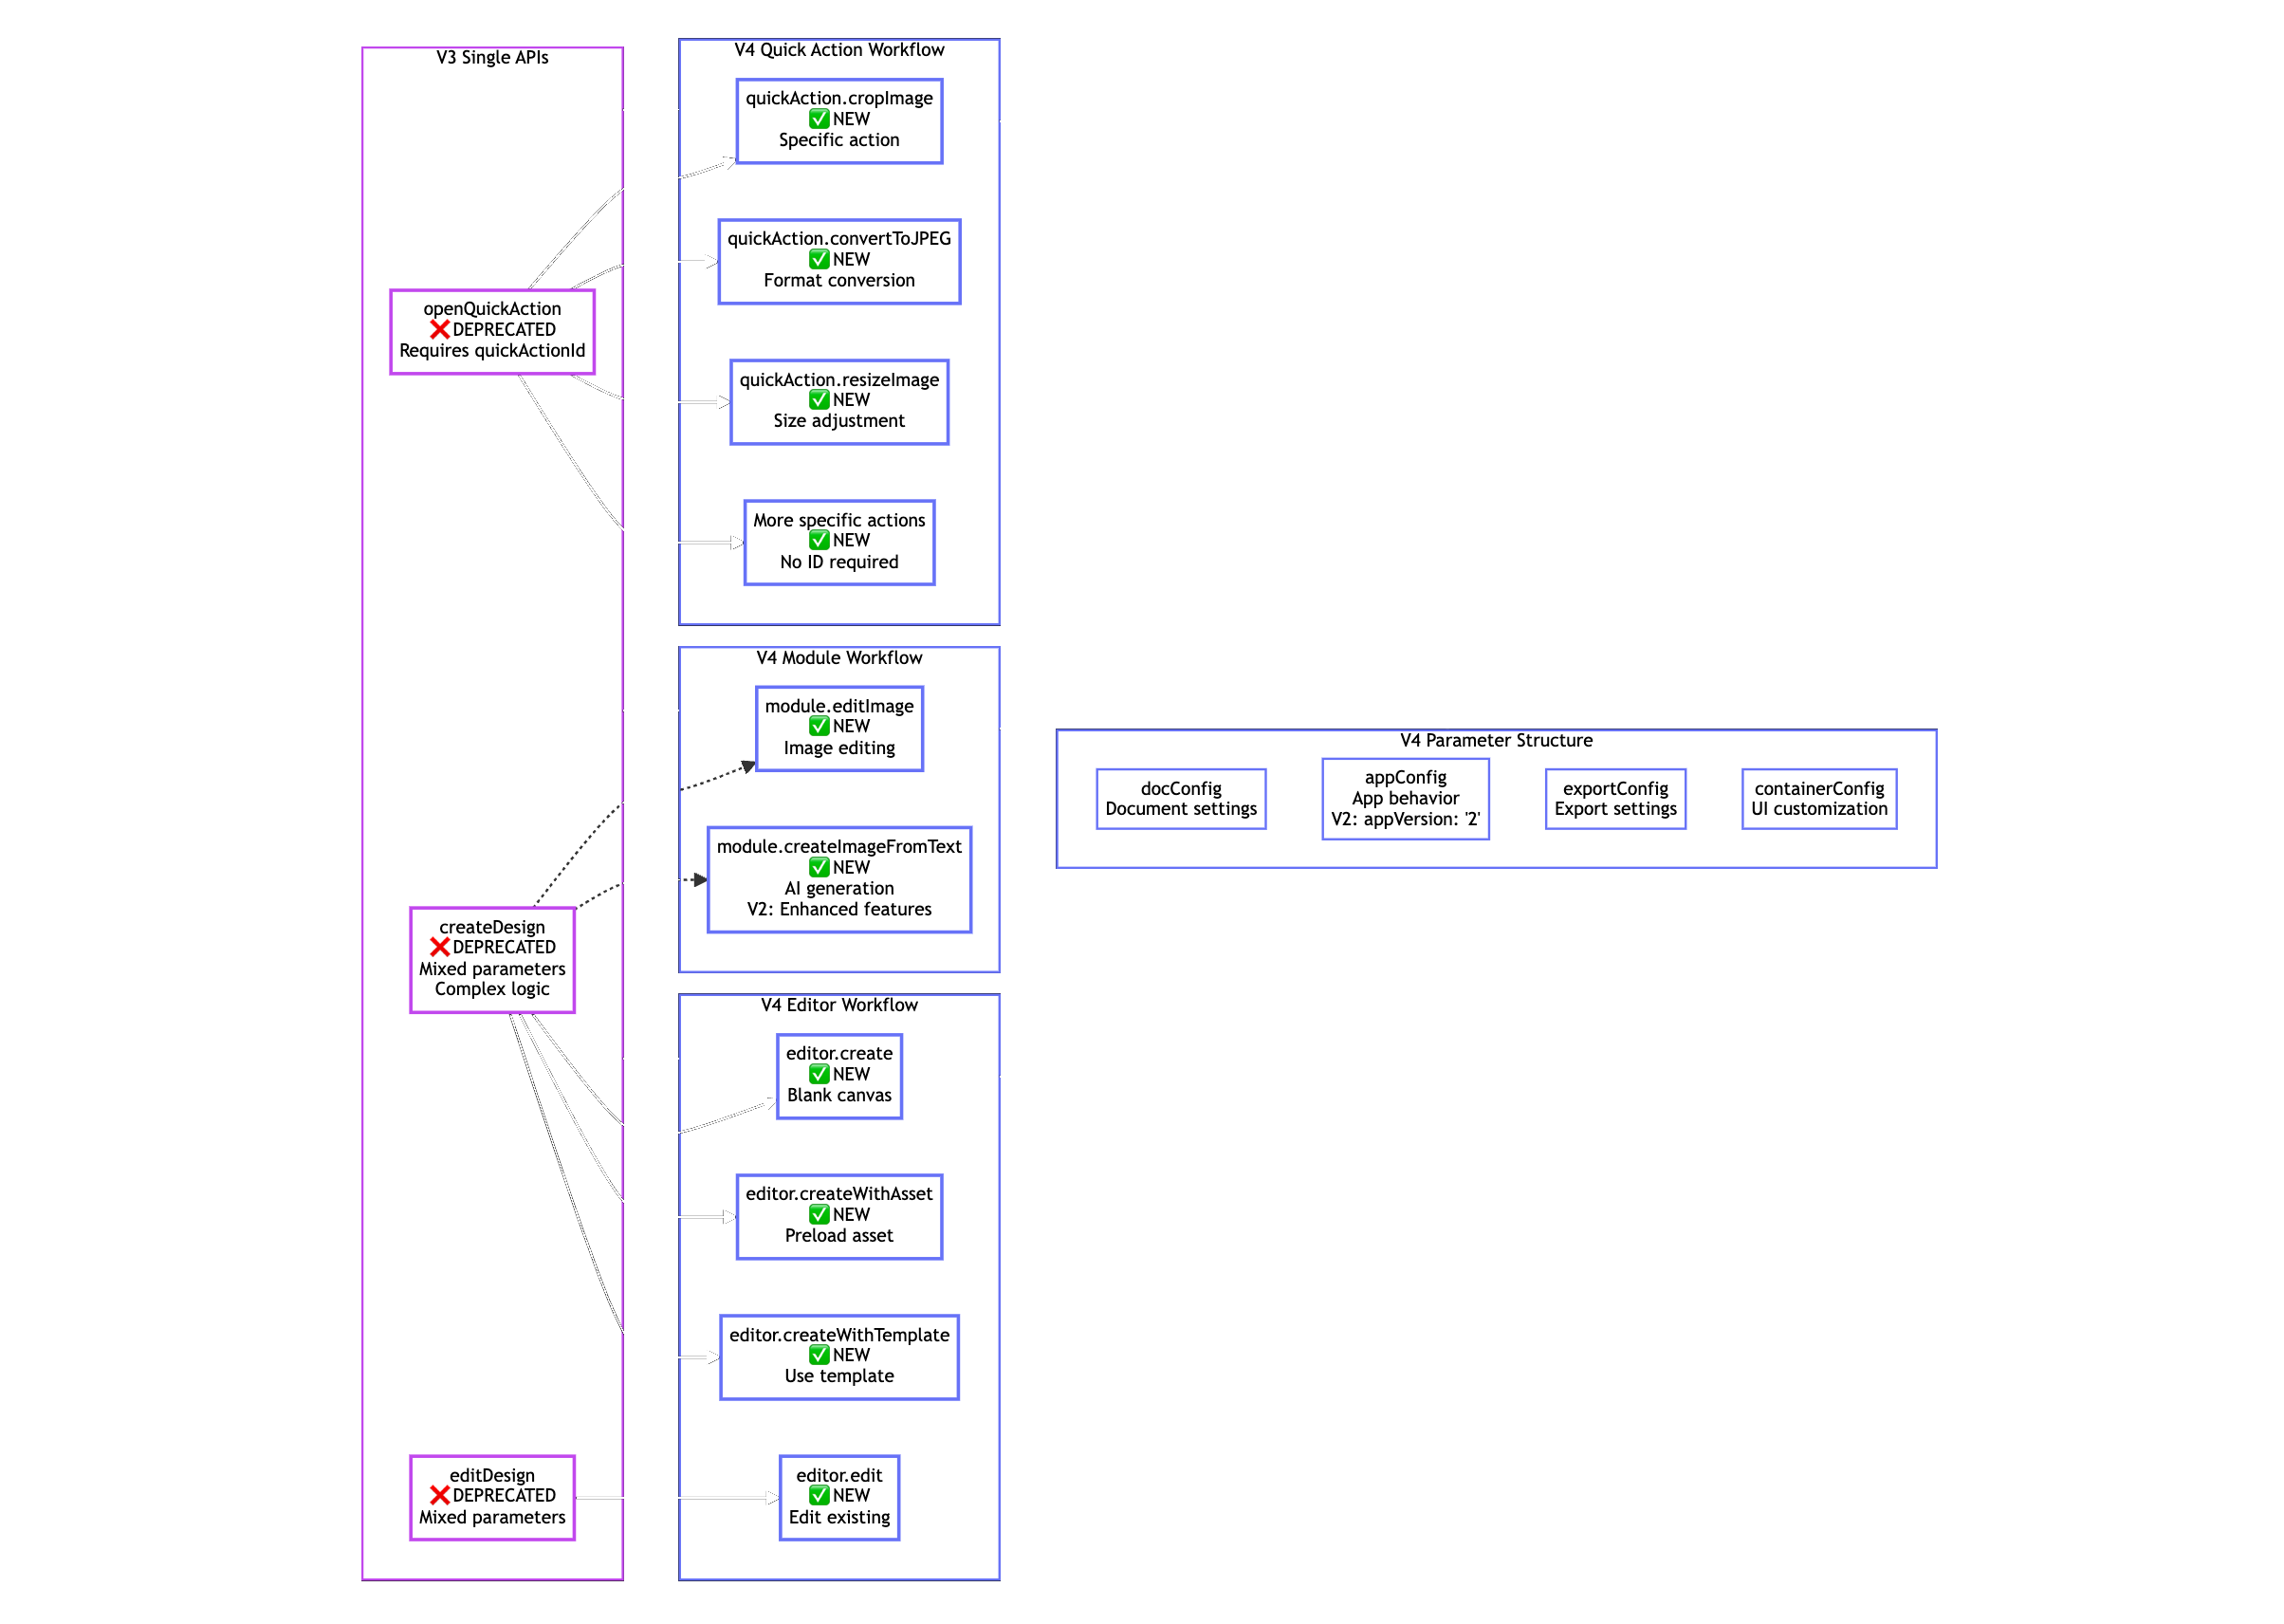 V3 Single APIs
openQuickAction
❌ DEPRECATED
Requires quickActionId
createDesign
❌ DEPRECATED
Mixed parameters
Complex logic
editDesign
❌ DEPRECATED
Mixed parameters
V4 Quick Action Workflow
quickAction.cropImage
✅ NEW
Specific action
quickAction.convertToJPEG
✅ NEW
Format conversion
quickAction.resizeImage
✅ NEW
Size adjustment
More specific actions
✅ NEW
No ID required
V4 Module Workflow
module.editImage
✅ NEW
Image editing
module.createImageFromText
✅ NEW
AI generation
V2: Enhanced features
V4 Editor Workflow
editor.create
✅ NEW
Blank canvas
editor.createWithAsset
✅ NEW
Preload asset
editor.createWithTemplate
✅ NEW
Use template
editor.edit
✅ NEW
Edit existing
V4 Parameter Structure
docConfig
Document settings
appConfig
App behavior
V2: appVersion: '2'
exportConfig
Export settings
containerConfig
UI customization